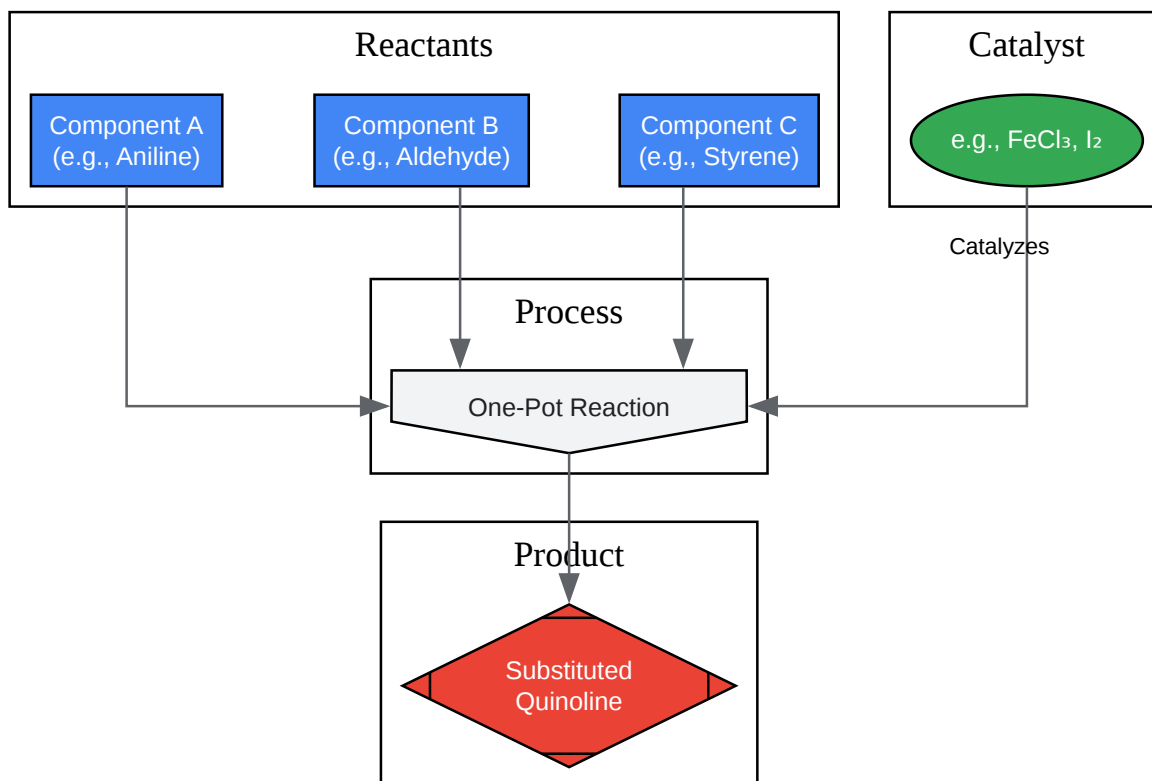 Reactants
Catalyst
Component A
(e.g., Aniline)
Component B
(e.g., Aldehyde)
Component C
(e.g., Styrene)
e.g., FeCl₃, I₂
Catalyzes
Process
One-Pot Reaction
Product
Substituted
Quinoline